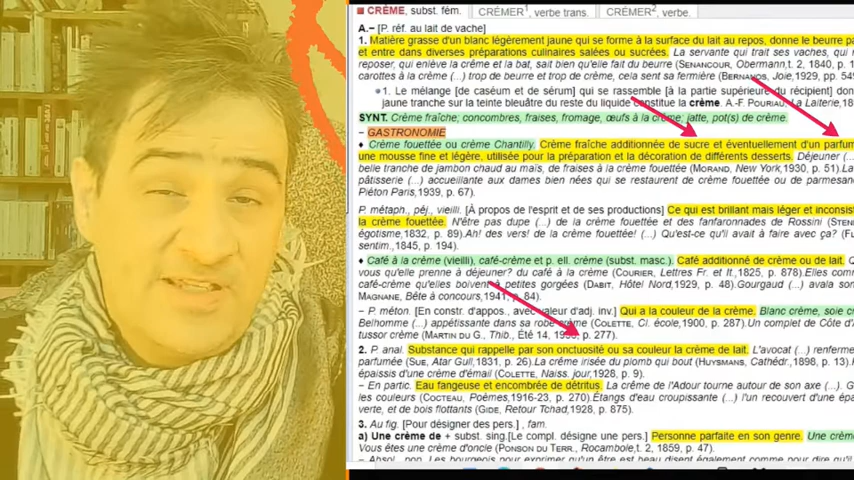 CRÈME, subst. fém. CRÉMER¹, verbe trans. CRÉMER², verbe.
A.− [P. réf. au lait de vache]
1. Matière grasse d'un blanc légèrement jaune qui se forme à la surface du lait au repos, donne le beurre pa
et entre dans diverses préparations culinaires salées ou sucrées. La servante qui trait ses vaches, qui
reposer, qui enlève la crème et la bat, sait bien qu'elle fait du beurre (SENANCOUR, Obermann, t. 2, 1840, p. 1
carottes à la crème (...) trop de beurre et trop de crème, cela sent sa fermière (BERNANOS, Joie, 1929, pp. 54
1. Le mélange [de caséum et de sérum] qui se rassemble [à la partie supérieure du récipient] don
jaune tranche sur la teinte bleuâtre du reste du liquide constitue la crème. A.-F. POURIAU, La Laiterie, 18
SYNT. Crème fraîche; concombres, fraises, fromage, œufs à la crème; jatte, pot(s) de crème.
− GASTRONOMIE
♦ Crème fouettée ou crème Chantilly. Crème fraîche additionnée de sucre et éventuellement d'un parfum
une mousse fine et légère, utilisée pour la préparation et la décoration de différents desserts. Déjeuner (...)
belle tranche de jambon chaud au maïs, de fraises à la crème fouettée (MORAND, New York, 1930, p. 51).
pâtisserie (...) accueillante aux dames bien nées qui se restaurent de crème fouettée ou de parmesan
Piéton Paris, 1939, p. 67).
P. métaph., péj., vieilli. [À propos de l'esprit et de ses productions] Ce qui est brillant mais léger et inconsis
la crème fouettée. N'être pas dupe (...) de la crème fouettée et des fanfaronnades de Rossini (STEN
égotisme, 1832, p. 89). Ah! des vers! de la crème fouettée! (...) Qu'est-ce qu'il avait à faire avec ça? (F
sentim., 1845, p. 194).
♦ Café à la crème (vieilli), café-crème et p. ell. crème (subst. masc.). Café additionné de crème ou de lait.
vous qu'elle prenne à déjeuner? du café à la crème (COURIER, Lettres Fr. et It., 1825, p. 878). Elles com
café-crème qu'elles boivent à petites gorgées (DABIT, Hôtel Nord, 1929, p. 48). Gourgaud (...) avala son
MAGNANE, Bête à concours, 1941, p. 84).
− P. méton. [En constr. d'appos., avec valeur d'adj. inv.] Qui a la couleur de la crème. Blanc crème, soie c
Belhomme (...) appétissante dans sa robe crème (COLETTE, Cl. école, 1900, p. 287). Un complet de Côte d'
tussor crème (MARTIN DU G., Thib., Été 14, p. 277).
2. P. anal. Substance qui rappelle par son onctuosité ou sa couleur la crème de lait. L'avocat (...) renferme
parfumée (SUE, Atar Gull, 1831, p. 26). La crème irisée du plomb qui bout (HUYSMANS, Cathédr., 1898, p. 13)
épaissis d'une crème d'émail (COLETTE, Naiss. jour, 1928, p. 9).
− En partic. Eau fangeuse et encombrée de détritus. La crème de l'Adour tourne autour de son axe (
les couleurs (COCTEAU, Poèmes, 1916-23, p. 270). Étangs d'eau croupissante (...) l'un recouvert d'une épa
verte, et de bois flottants (GIDE, Retour Tchad, 1928, p. 875).
3. Au fig. [Pour désigner des pers.] , fam.
a) Une crème de + subst. sing. [Le compl. désigne une pers.] Personne parfaite en son genre. Une crème
Vous êtes une crème d'oncle (PONSON DU TERR., Rocambole, t. 2, 1859, p. 47).